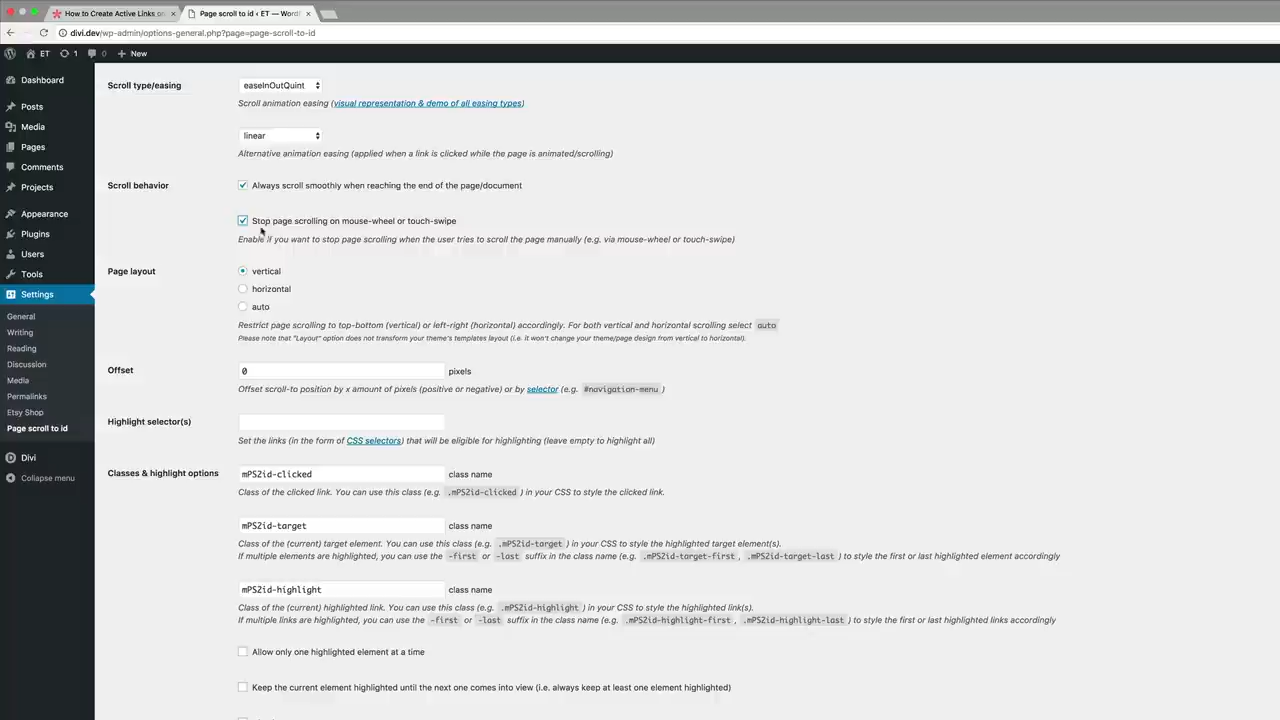 How to Create Active Links on
Page scroll to id ‹ ET — WordP
divi.dev/wp-admin/options-general.php?page=page-scroll-to-id
ET 1 0 + New
Dashboard
Posts
Media
Pages
Comments
Projects
Appearance
Plugins
Users
Tools
Settings
General
Writing
Reading
Discussion
Media
Permalinks
Etsy Shop
Page scroll to id
Divi
Collapse menu
Scroll type/easing
easeInOutQuint
Scroll animation easing (visual representation & demo of all easing types)
linear
Alternative animation easing (applied when a link is clicked while the page is animated/scrolling)
Scroll behavior
Always scroll smoothly when reaching the end of the page/document
Stop page scrolling on mouse-wheel or touch-swipe
Enable if you want to stop page scrolling when the user tries to scroll the page manually (e.g. via mouse-wheel or touch-swipe)
Page layout
vertical
horizontal
auto
Restrict page scrolling to top-bottom (vertical) or left-right (horizontal) accordingly. For both vertical and horizontal scrolling select auto
Please note that "Layout" option does not transform your theme's templates layout (i.e. it won't change your theme/page design from vertical to horizontal).
Offset
0 pixels
Offset scroll-to position by x amount of pixels (positive or negative) or by selector (e.g. #navigation-menu )
Highlight selector(s)
Set the links (in the form of CSS selectors) that will be eligible for highlighting (leave empty to highlight all)
Classes & highlight options
mPS2id-clicked class name
Class of the clicked link. You can use this class (e.g. .mPS2id-clicked ) in your CSS to style the clicked link.
mPS2id-target class name
Class of the (current) target element. You can use this class (e.g. .mPS2id-target ) in your CSS to style the highlighted target element(s).
If multiple elements are highlighted, you can use the -first or -last suffix in the class name (e.g. .mPS2id-target-first , .mPS2id-target-last ) to style the first or last highlighted element accordingly
mPS2id-highlight class name
Class of the (current) highlighted link. You can use this class (e.g. .mPS2id-highlight ) in your CSS to style the highlighted link(s).
If multiple links are highlighted, you can use the -first or -last suffix in the class name (e.g. .mPS2id-highlight-first , .mPS2id-highlight-last ) to style the first or last highlighted links accordingly
Allow only one highlighted element at a time
Keep the current element highlighted until the next one comes into view (i.e. always keep at least one element highlighted)